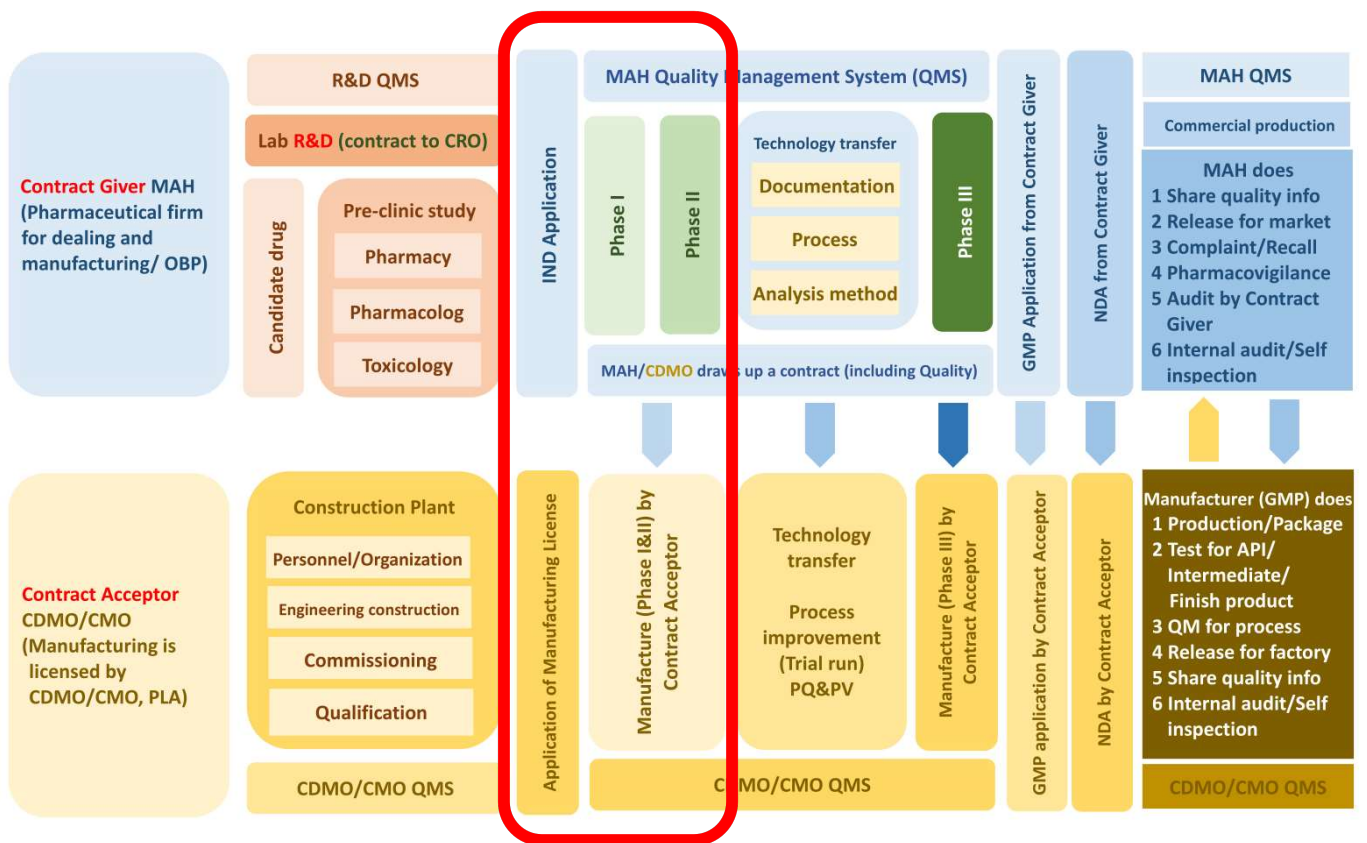 R&D QMS
Lab R&D (contract to CRO)
Contract Giver MAH
(Pharmaceutical firm
for dealing and
manufacturing/ OBP)
Candidate drug
Pre-clinic study
Pharmacy
Pharmacolog
Toxicology
IND Application
MAH Quality Management System (QMS)
Phase I
Phase II
Technology transfer
Documentation
Process
Analysis method
Phase III
MAH/CDMO draws up a contract (including Quality)
GMP Application from Contract Giver
NDA from Contract Giver
MAH QMS
Commercial production
MAH does
1 Share quality info
2 Release for market
3 Complaint/Recall
4 Pharmacovigilance
5 Audit by Contract
Giver
6 Internal audit/Self
inspection
Contract Acceptor
CDMO/CMO
(Manufacturing is
licensed by
CDMO/CMO, PLA)
Construction Plant
Personnel/Organization
Engineering construction
Commissioning
Qualification
CDMO/CMO QMS
Application of Manufacturing License
Manufacture (Phase I&II) by
Contract Acceptor
Technology
transfer
Process
improvement
(Trial run)
PQ&PV
Manufacture (Phase III) by
Contract Acceptor
CDMO/CMO QMS
GMP application by Contract Acceptor
NDA by Contract Acceptor
Manufacturer (GMP) does
1 Production/Package
2 Test for API/
Intermediate/
Finish product
3 QM for process
4 Release for factory
5 Share quality info
6 Internal audit/Self
inspection
CDMO/CMO QMS